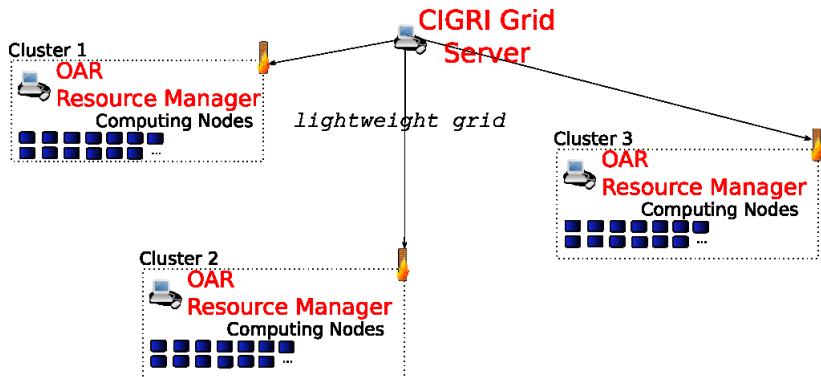 CIGRI Grid
Server
Cluster 1
OAR
Resource Manager
Computing Nodes
...
lightweight grid
Cluster 3
OAR
Resource Manager
Computing Nodes
...
Cluster 2
OAR
Resource Manager
Computing Nodes
...